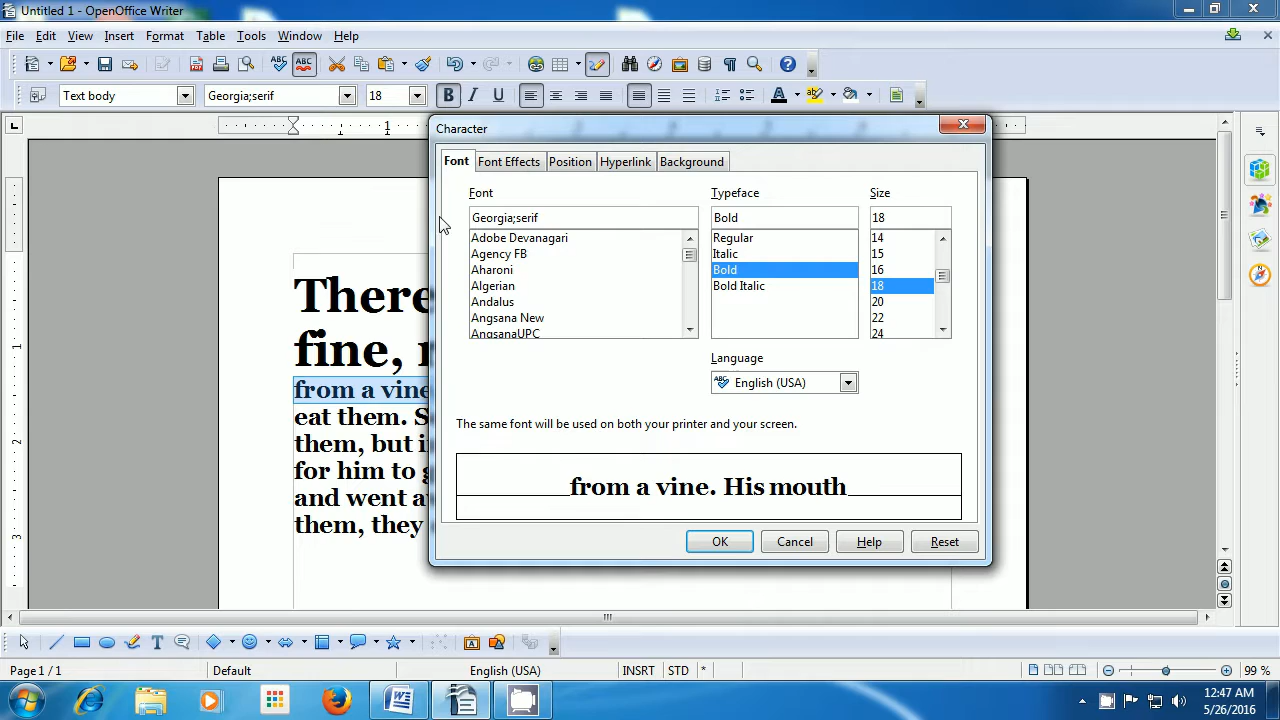 Untitled 1 - OpenOffice Writer
File Edit View Insert Format Table Tools Window Help
Text body Georgia;serif 18 B I U
1
Character
Font Font Effects Position Hyperlink Background
Font Typeface Size
Georgia;serif Bold 18
Adobe Devanagari Regular 14
Agency FB Italic 15
Aharoni Bold 16
Algerian Bold Italic 18
Andalus 20
Angsana New 22
AngsanaUPC 24
Language
English (USA)
The same font will be used on both your printer and your screen.
from a vine. His mouth
OK Cancel Help Reset
There
fine,
from a vine
eat them. S
them, but i
for him to
and went a
them, they
1
2
3
Page 1 / 1 Default English (USA) INSRT STD * 99 %
12:47 AM
5/26/2016